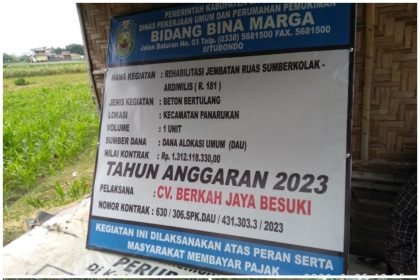 PEMERINTAH KABUPATEN
DINAS PEKERJAAN UMUM DAN PERUMAHAN PEMUKIMAN
BIDANG BINA MARGA
Jalan Baluran No. 03 Telp. (0338) 5681500 FAX. 5681500
SITUBONDO
NAMA KEGIATAN : REHABILITASI JEMBATAN RUAS SUMBERKOLAK -
ARDIWILIS ( R. 181 )
JENIS KEGIATAN : BETON BERTULANG
LOKASI : KECAMATAN PANARUKAN
VOLUME : 1 UNIT
SUMBER DANA : DANA ALOKASI UMUM (DAU)
NILAI KONTRAK : Rp. 1.312.118.330,00
TAHUN ANGGARAN 2023
PELAKSANA : CV. BERKAH JAYA BESUKI
NOMOR KONTRAK : 630 / 306.SPK.DAU / 431.303.3 / 2023
KEGIATAN INI DILAKSANAKAN ATAS PERAN SERTA
MASYARAKAT MEMBAYAR PAJAK